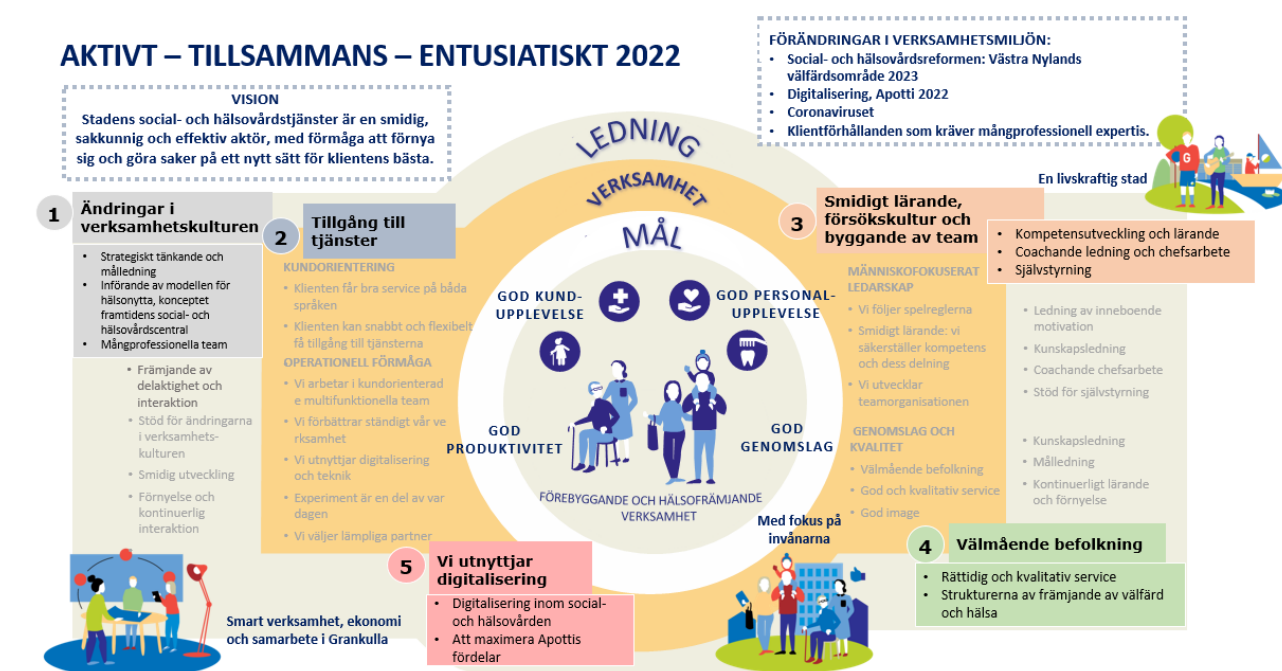 AKTIVT – TILLSAMMANS – ENTUSIATISKT 2022
VISION
Stadens social- och hälsovårdstjänster är en smidig,
sakkunnig och effektiv aktör, med förmåga att förnya
sig och göra saker på ett nytt sätt för klientens bästa.
FÖRÄNDRINGAR I VERKSAMHETSMILJÖN:
• Social- och hälsovårdsreformen: Västra Nylands
välfärdsområde 2023
• Digitalisering, Apotti 2022
• Coronaviruset
• Klientförhållanden som kräver mångprofessionell expertis.
G
En livskraftig stad
LEDNING
VERKSAMHET
MÅL
1
Ändringar i
verksamhetskulturen
• Strategiskt tänkande och
målledning
• Införande av modellen för
hälsonytta, konceptet
framtidens social- och
hälsovårdscentral
• Mångprofessionella team
• Främjande av
delaktighet och
interaktion
• Stöd för ändringarna
i verksamhets-
kulturen
• Smidig utveckling
• Förnyelse och
kontinuerlig
interaktion
2
Tillgång till
tjänster
KUNDORIENTERING
• Klienten får bra service på båda
språken
• Klienten kan snabbt och flexibelt
få tillgång till tjänsterna
OPERATIONELL FÖRMÅGA
• Vi arbetar i kundorienterad
e multifunktionella team
• Vi förbättrar ständigt vår ve
rksamhet
• Vi utnyttjar digitalisering
och teknik
• Experiment är en del av var
dagen
• Vi väljer lämpliga partner
GOD KUND-
UPPLEVELSE
GOD PERSONAL-
UPPLEVELSE
GOD
PRODUKTIVITET
GOD
GENOMSLAG
FÖREBYGGANDE OCH HÄLSOFRÄMJANDE
VERKSAMHET
3
Smidigt lärande,
försökskultur och
byggande av team
• Kompetensutveckling och lärande
• Coachande ledning och chefsarbete
• Självstyrning
MÄNNISKOFOKUSERAT
LEDARSKAP
• Vi följer spelreglerna
• Smidigt lärande: vi
säkerställer kompetens
och dess delning
• Vi utvecklar
teamorganisationen
GENOMSLAG OCH
KVALITET
• Välmående befolkning
• God och kvalitativ service
• God image
• Ledning av inneboende
motivation
• Kunskapsledning
• Coachande chefsarbete
• Stöd för självstyrning
• Kunskapsledning
• Målledning
• Kontinuerligt lärande
och förnyelse
4
Välmående befolkning
• Rättidig och kvalitativ service
• Strukturerna av främjande av välfärd
och hälsa
5
Vi utnyttjar
digitalisering
• Digitalisering inom social-
och hälsovården
• Att maximera Apottis
fördelar
Med fokus på
invånarna
Smart verksamhet, ekonomi
och samarbete i Grankulla